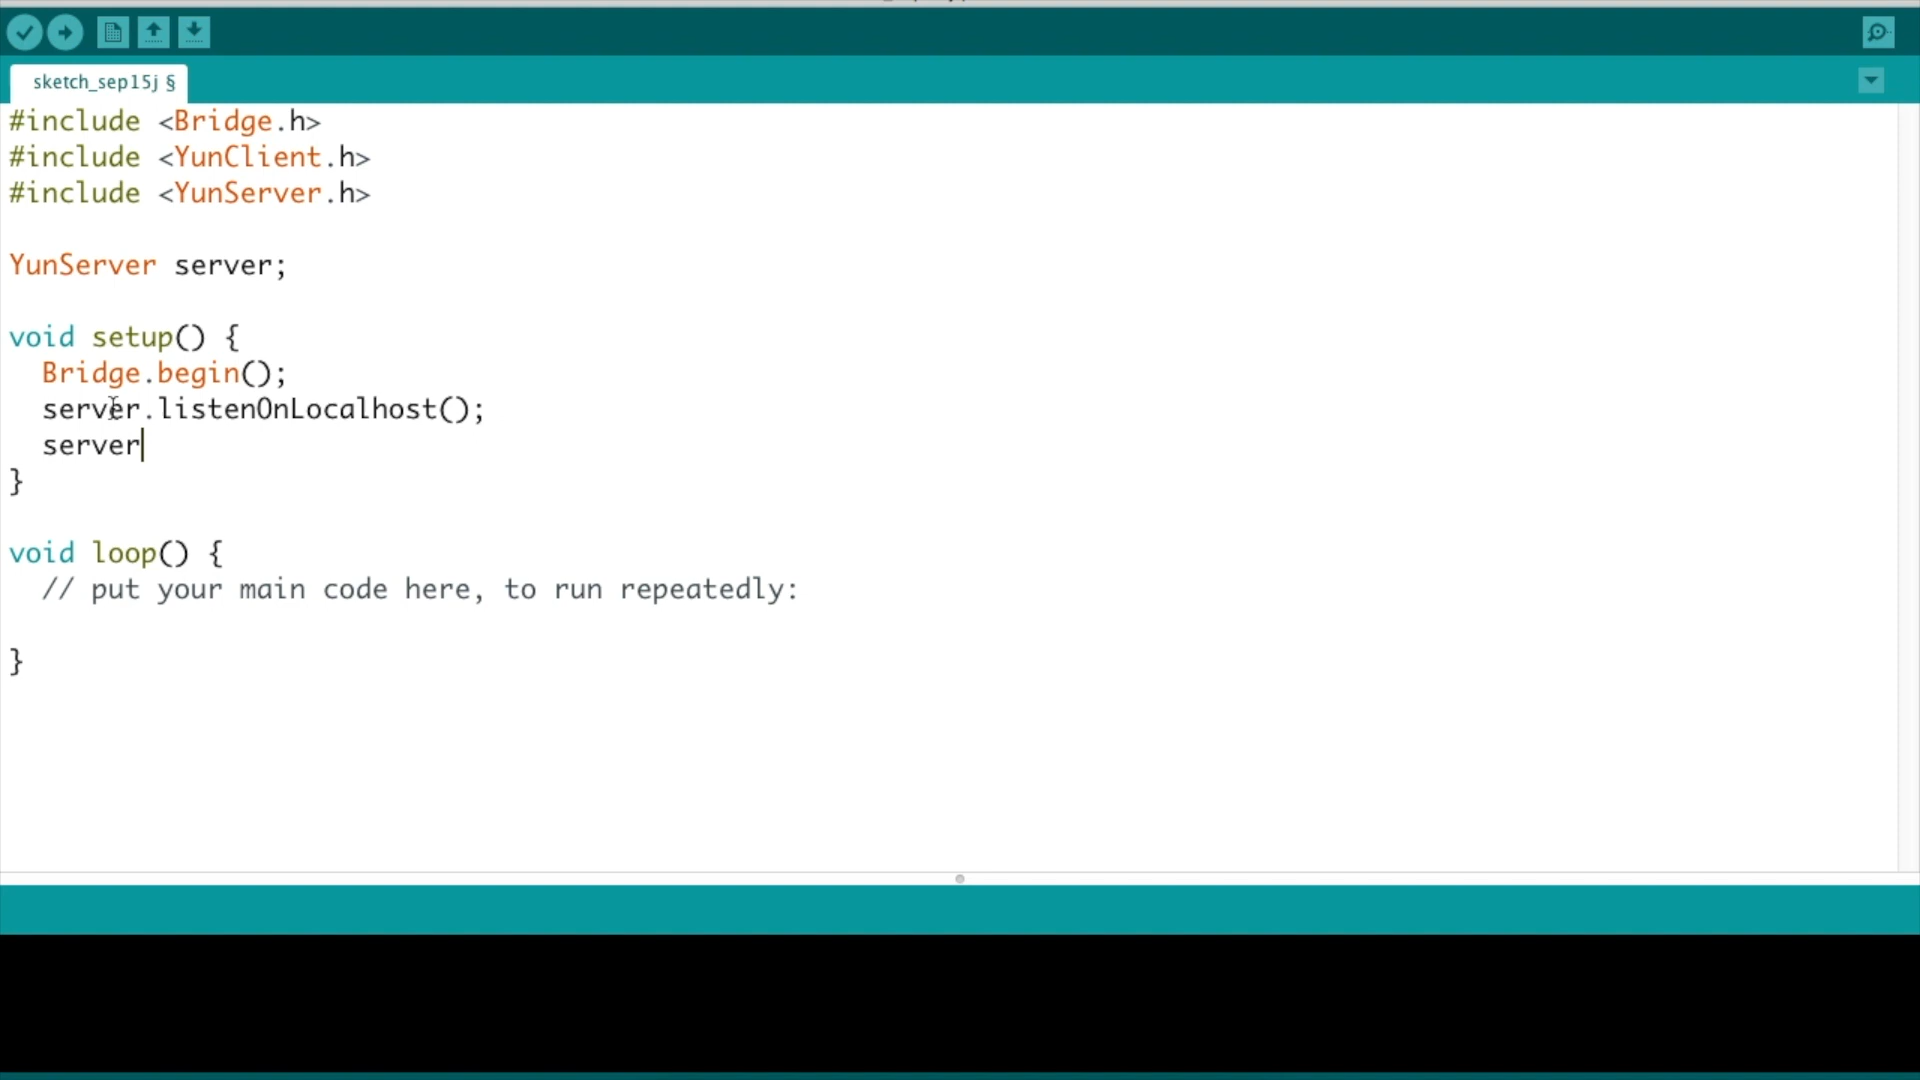 sketch_sep15j §
#include <Bridge.h>
#include <YunClient.h>
#include <YunServer.h>
YunServer server;
void setup() {
Bridge.begin();
server.listenOnLocalhost();
server
}
void loop() {
// put your main code here, to run repeatedly:
}